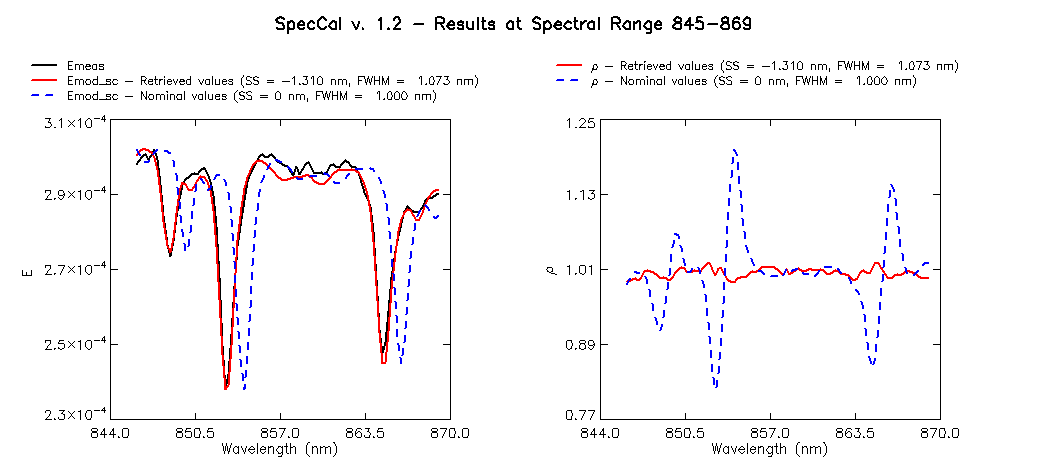 SpecCal v. 1.2 – Results at Spectral Range 845–869
Emeas
Emod_sc – Retrieved values (SS = –1.310 nm, FWHM = 1.073 nm)
Emod_sc – Nominal values (SS = 0 nm, FWHM = 1.000 nm)
3.1×10⁻⁴
2.9×10⁻⁴
2.7×10⁻⁴
2.5×10⁻⁴
2.3×10⁻⁴
E
844.0 850.5 857.0 863.5 870.0
Wavelength (nm)
ρ – Retrieved values (SS = –1.310 nm, FWHM = 1.073 nm)
ρ – Nominal values (SS = 0 nm, FWHM = 1.000 nm)
1.25
1.13
1.01
0.89
0.77
ρ
844.0 850.5 857.0 863.5 870.0
Wavelength (nm)